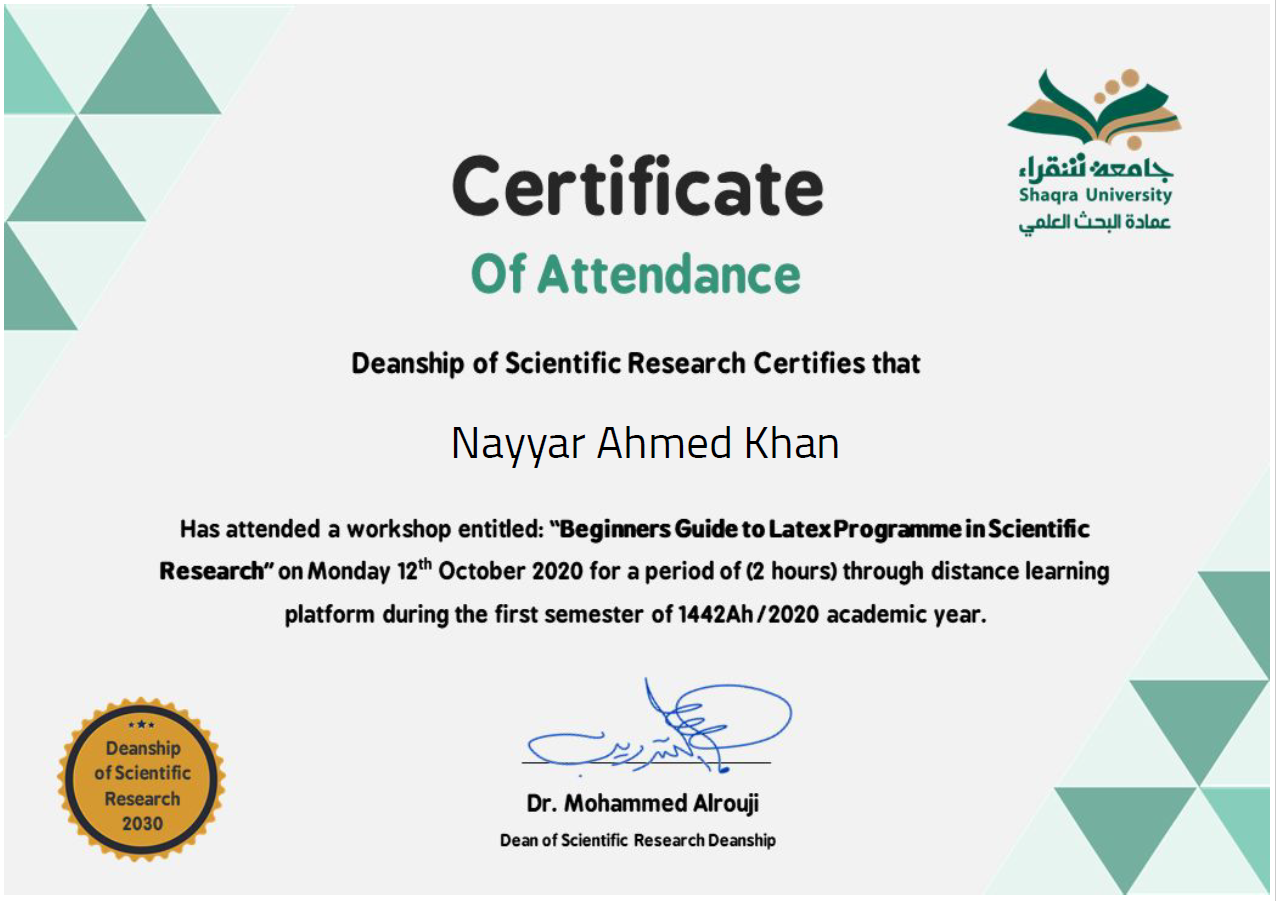 جامعة شقراء
Shaqra University
عمادة البحث العلمي
Certificate
Of Attendance
Deanship of Scientific Research Certifies that
Nayyar Ahmed Khan
Has attended a workshop entitled: “Beginners Guide to Latex Programme in Scientific
Research” on Monday 12th October 2020 for a period of (2 hours) through distance learning
platform during the first semester of 1442Ah/2020 academic year.
Dr. Mohammed Alrouji
Dean of Scientific Research Deanship
Deanship
of Scientific
Research
2030